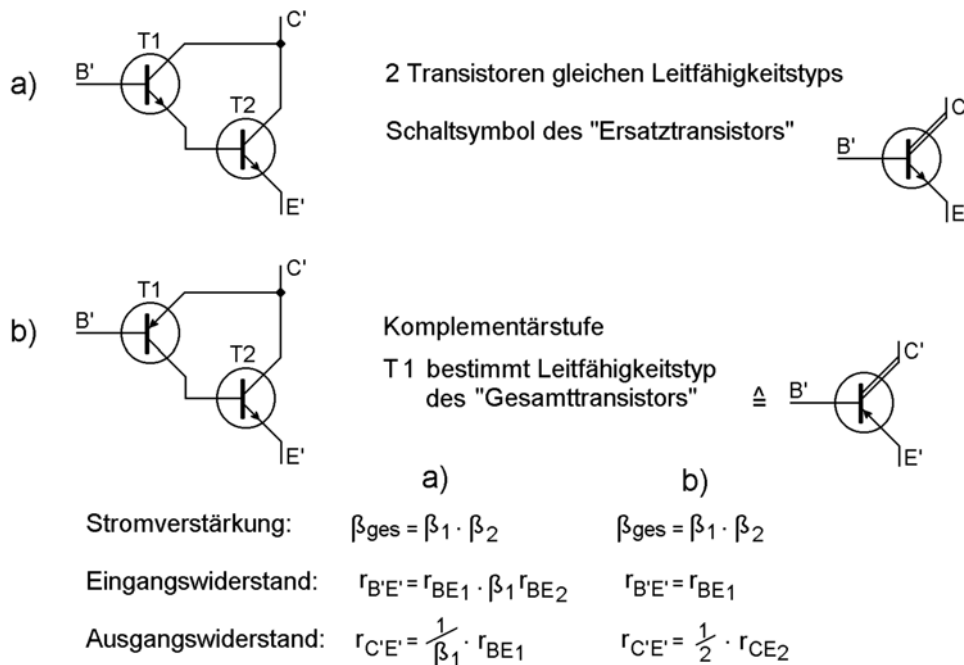 C'
T1
B'
a)
T2
E'
2 Transistoren gleichen Leitfähigkeitstyps
Schaltsymbol des "Ersatztransistors"
C'
B'
E'
C'
T1
B'
b)
T2
E'
Komplementärstufe
T1 bestimmt Leitfähigkeitstyp
des "Gesamttransistors" ≙
C'
B'
E'
a) b)
Stromverstärkung: βges = β1 · β2 βges = β1 · β2
Eingangswiderstand: rB'E' = rBE1 · β1 rBE2 rB'E' = rBE1
Ausgangswiderstand: rC'E' = 1/β1 · rBE1 rC'E' = 1/2 · rCE2